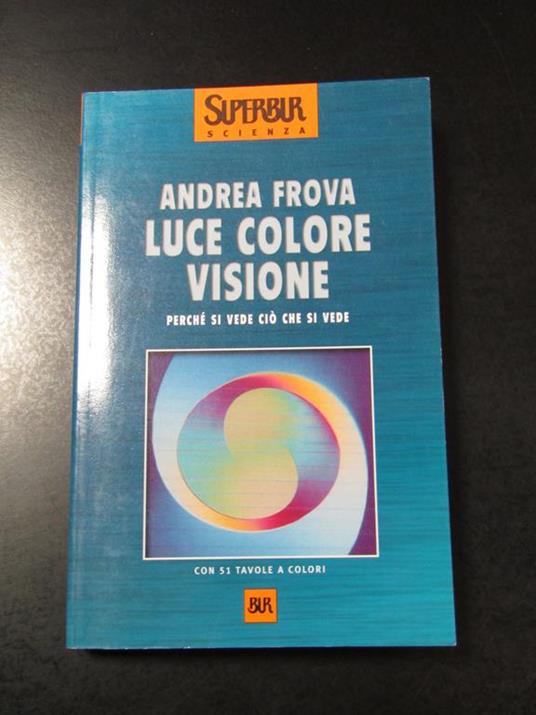 SUPERBUR
SCIENZA
ANDREA FROVA
LUCE COLORE
VISIONE
PERCHÉ SI VEDE CIÒ CHE SI VEDE
CON 51 TAVOLE A COLORI
BUR